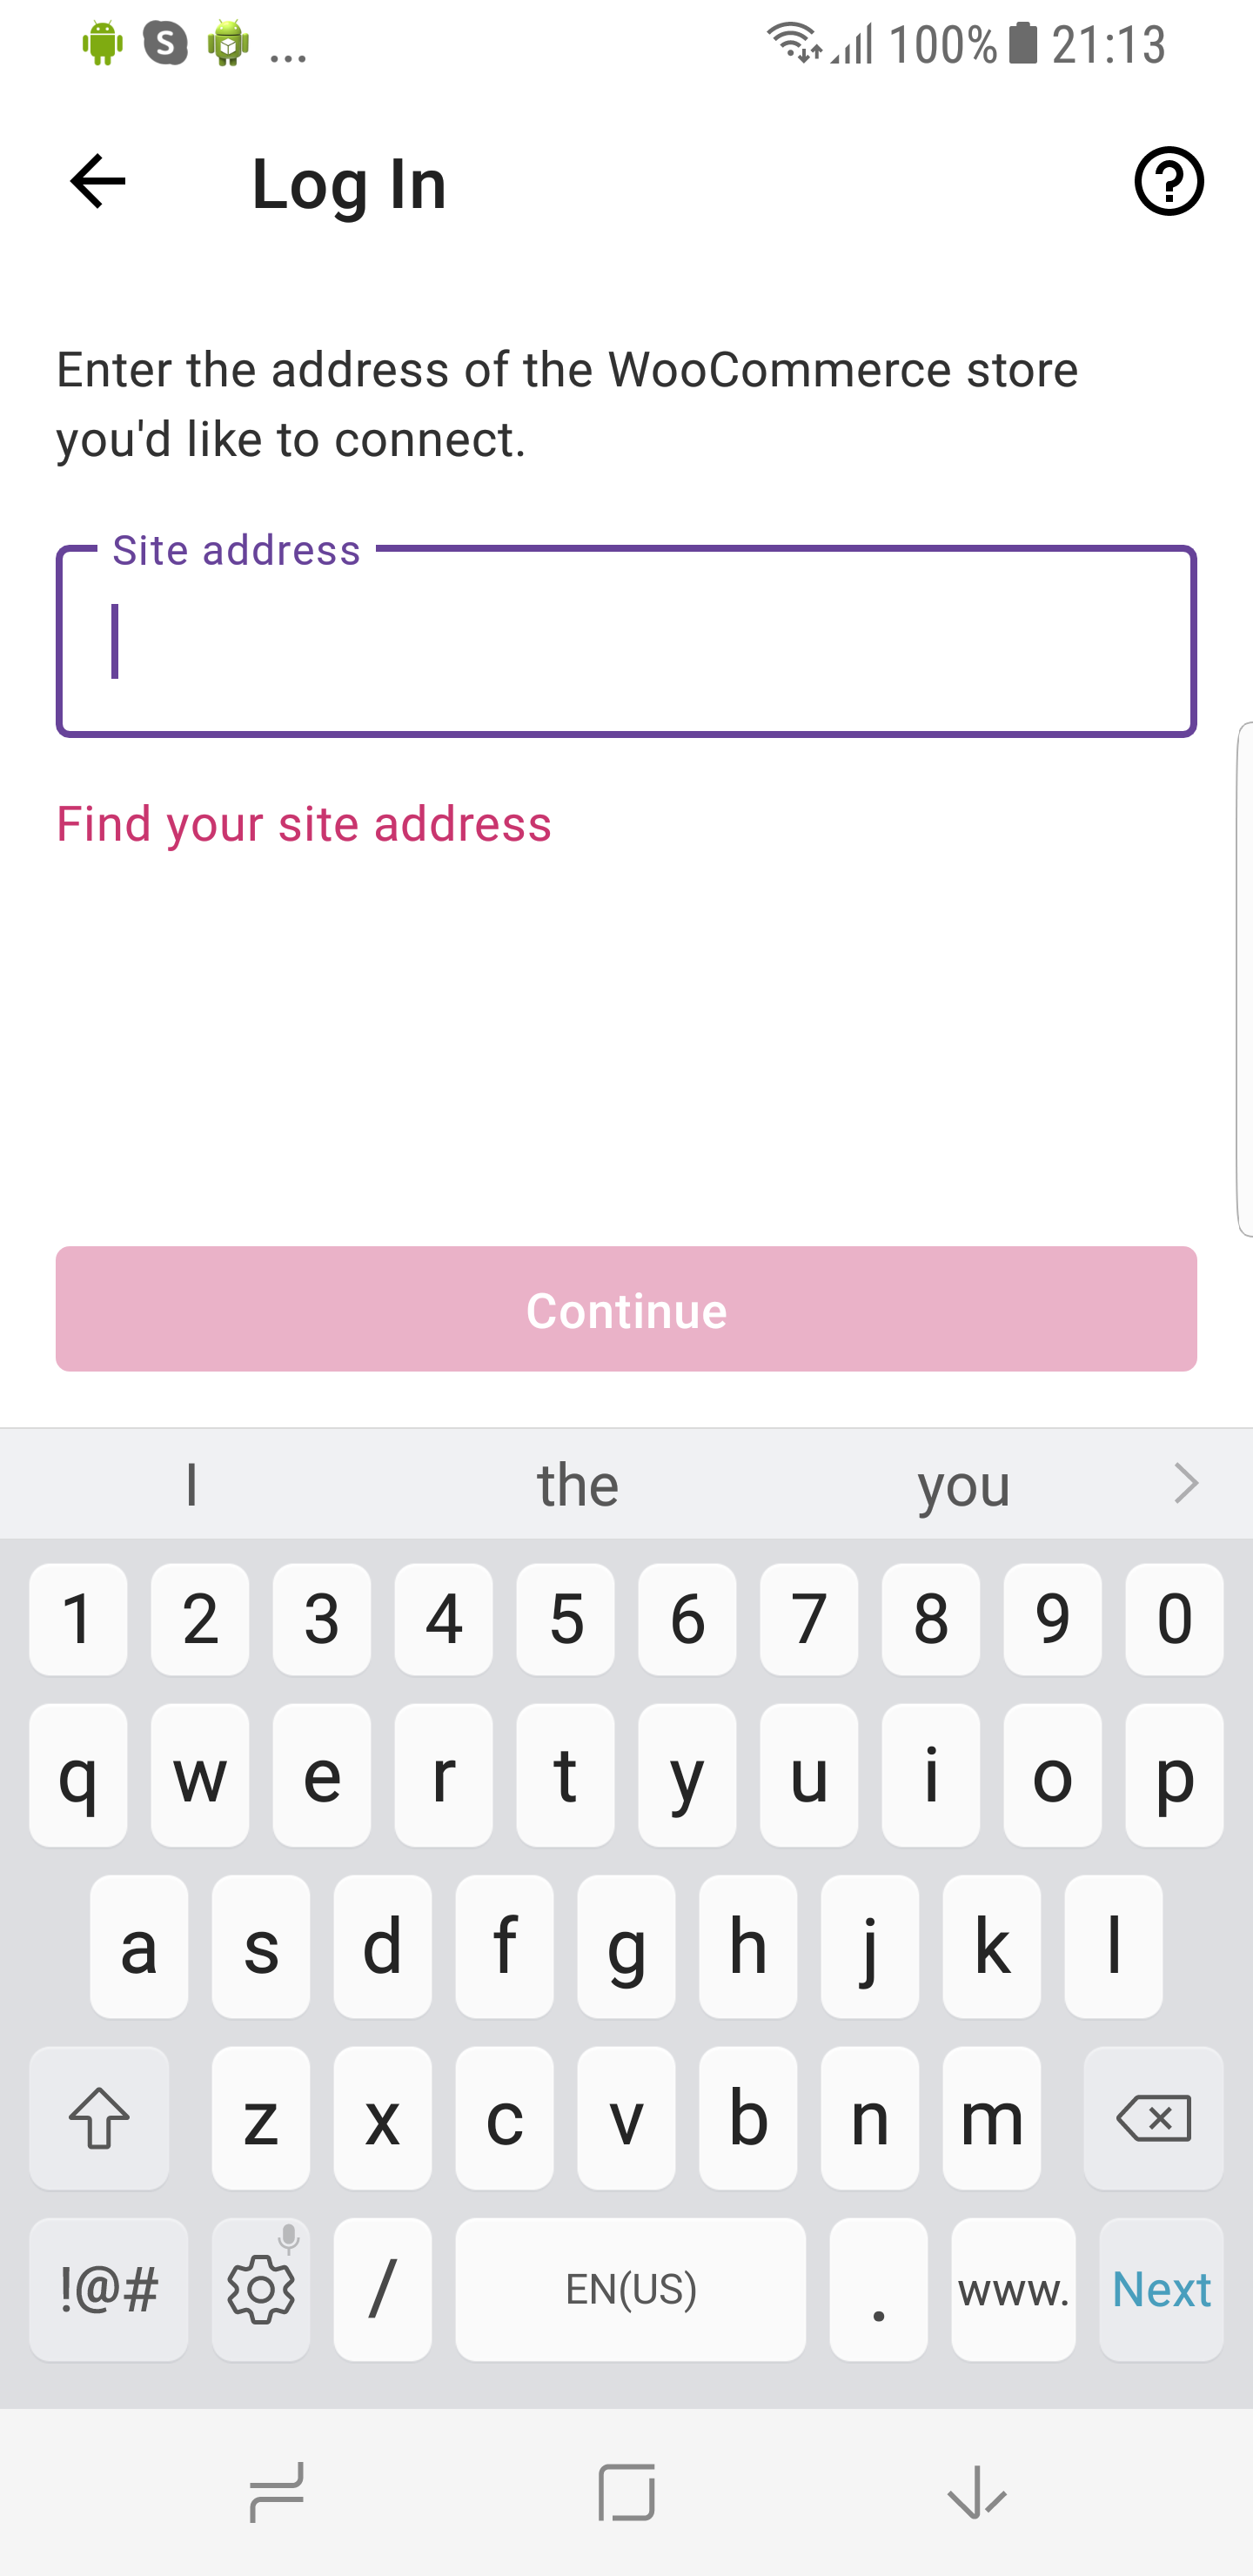 S ... 100% 21:13
Log In
Enter the address of the WooCommerce store
you'd like to connect.
Site address
Find your site address
Continue
I the you
1 2 3 4 5 6 7 8 9 0
q w e r t y u i o p
a s d f g h j k l
z x c v b n m
!@# / EN(US) . www. Next